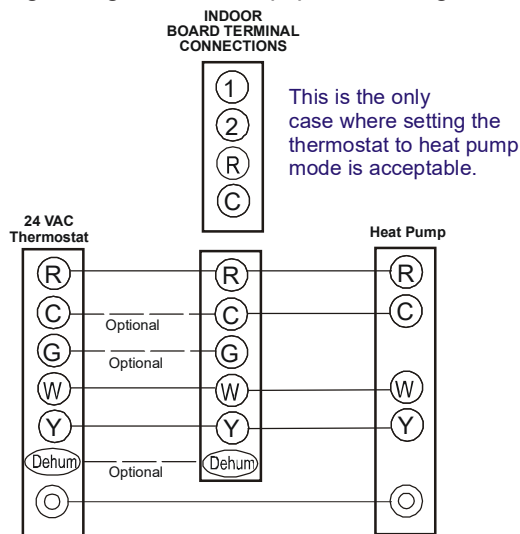 INDOOR
BOARD TERMINAL
CONNECTIONS
1
2
R
C
This is the only
case where setting the
thermostat to heat pump
mode is acceptable.
24 VAC
Thermostat
Heat Pump
R R R
C Optional C C
G Optional G
W W W
Y Y Y
Dehum Optional Dehum
O O